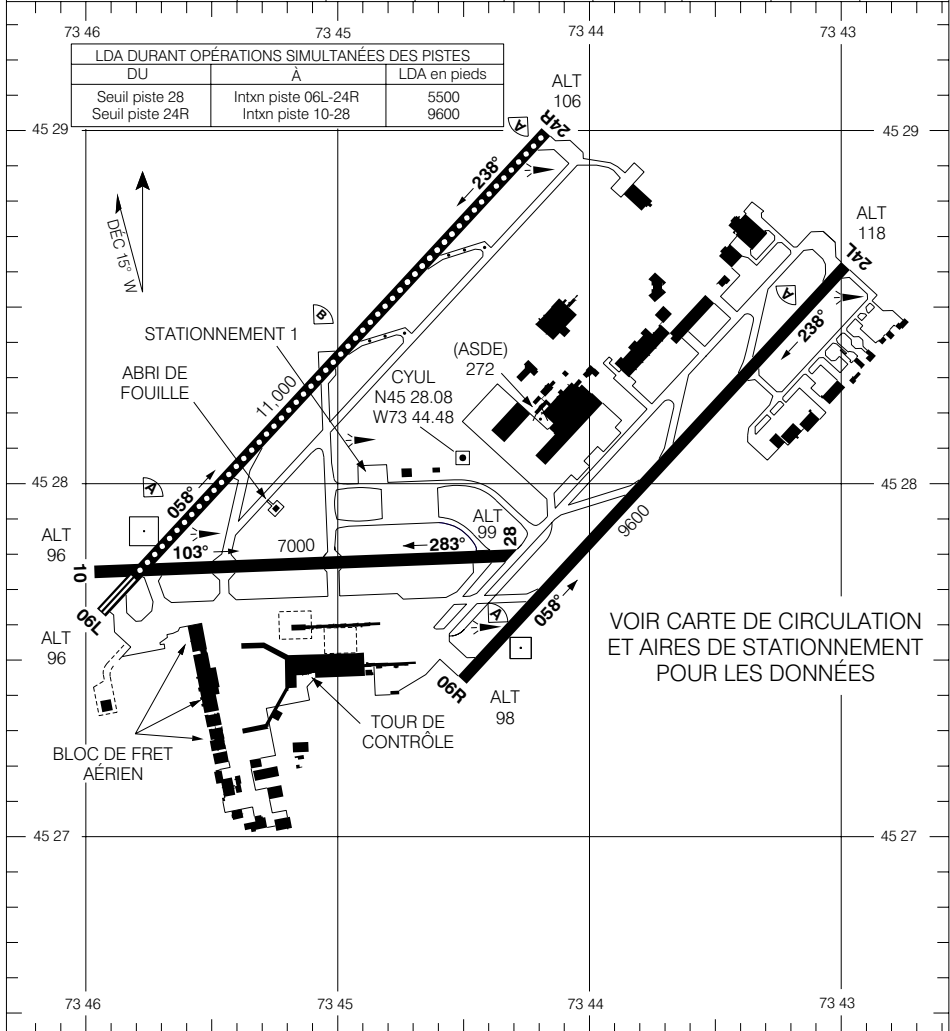 73 46
73 45
73 44
73 43
LDA DURANT OPÉRATIONS SIMULTANÉES DES PISTES
DU À LDA en pieds
Seuil piste 28 Intxn piste 06L-24R 5500
Seuil piste 24R Intxn piste 10-28 9600
ALT
106
24R
A
45 29
45 29
238°
DÉC 15° W
ALT
118
24L
A
238°
B
STATIONNEMENT 1
ABRI DE
FOUILLE
(ASDE)
272
CYUL
N45 28.08
W73 44.48
11,000
45 28
45 28
A
058°
9600
ALT
96
10
103°
7000
283°
ALT
99
28
06L
ALT
96
A
058°
06R
ALT
98
VOIR CARTE DE CIRCULATION
ET AIRES DE STATIONNEMENT
POUR LES DONNÉES
TOUR DE
CONTRÔLE
BLOC DE FRET
AÉRIEN
45 27
45 27
73 46
73 45
73 44
73 43